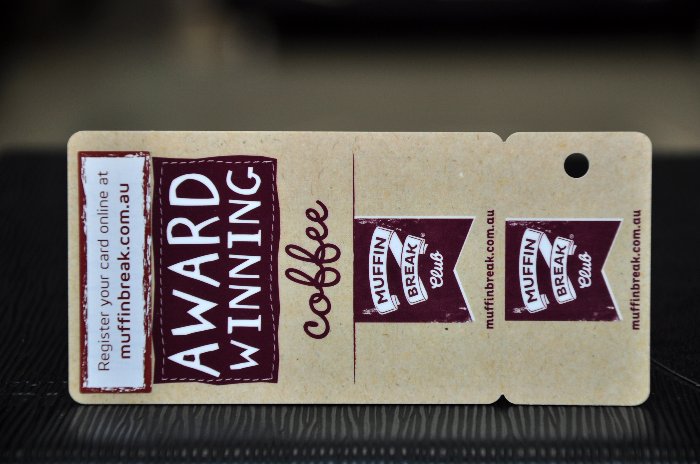 Register your card online at
muffinbreak.com.au
AWARD
WINNING
coffee
MUFFIN
BREAK®
Club
muffinbreak.com.au
MUFFIN
BREAK®
Club
muffinbreak.com.au